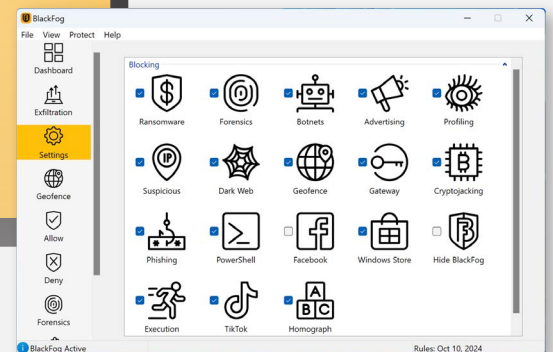 BlackFog
File View Protect Help
Dashboard
Exfiltration
Settings
Geofence
Allow
Deny
Forensics
Blocking
Ransomware Forensics Botnets Advertising Profiling
IP
Suspicious Dark Web Geofence Gateway Cryptojacking
Phishing PowerShell Facebook Windows Store Hide BlackFog
A
B C
Execution TikTok Homograph
BlackFog Active Rules: Oct 10, 2024